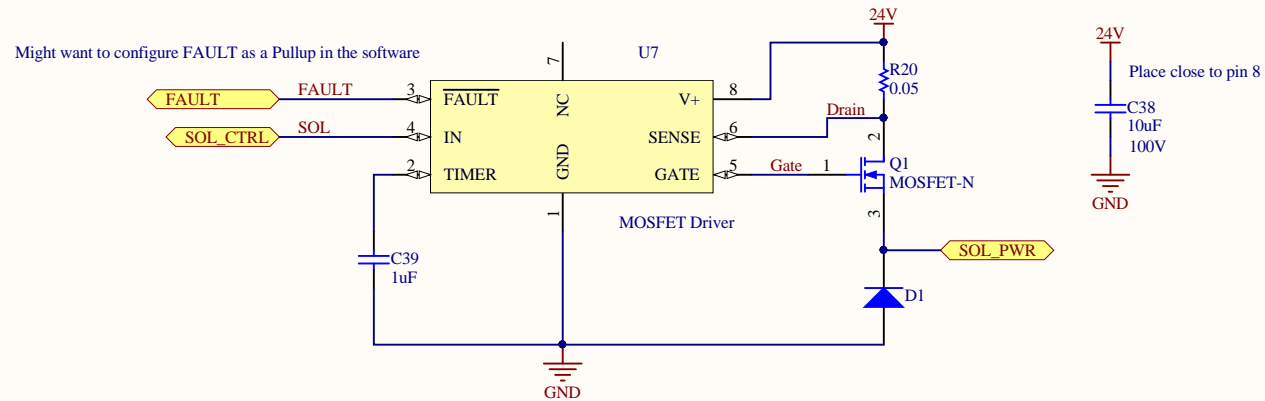 Might want to configure FAULT as a Pullup in the software
U7
24V
24V
FAULT
FAULT
3
FAULT
NC
7
V+
8
R20
0.05
Place close to pin 8
SOL_CTRL
SOL
4
IN
SENSE
6
Drain
2
C38
10uF
100V
2
TIMER
GND
GATE
5
Gate
1
Q1
MOSFET-N
GND
1
MOSFET Driver
3
C39
1uF
SOL_PWR
D1
GND